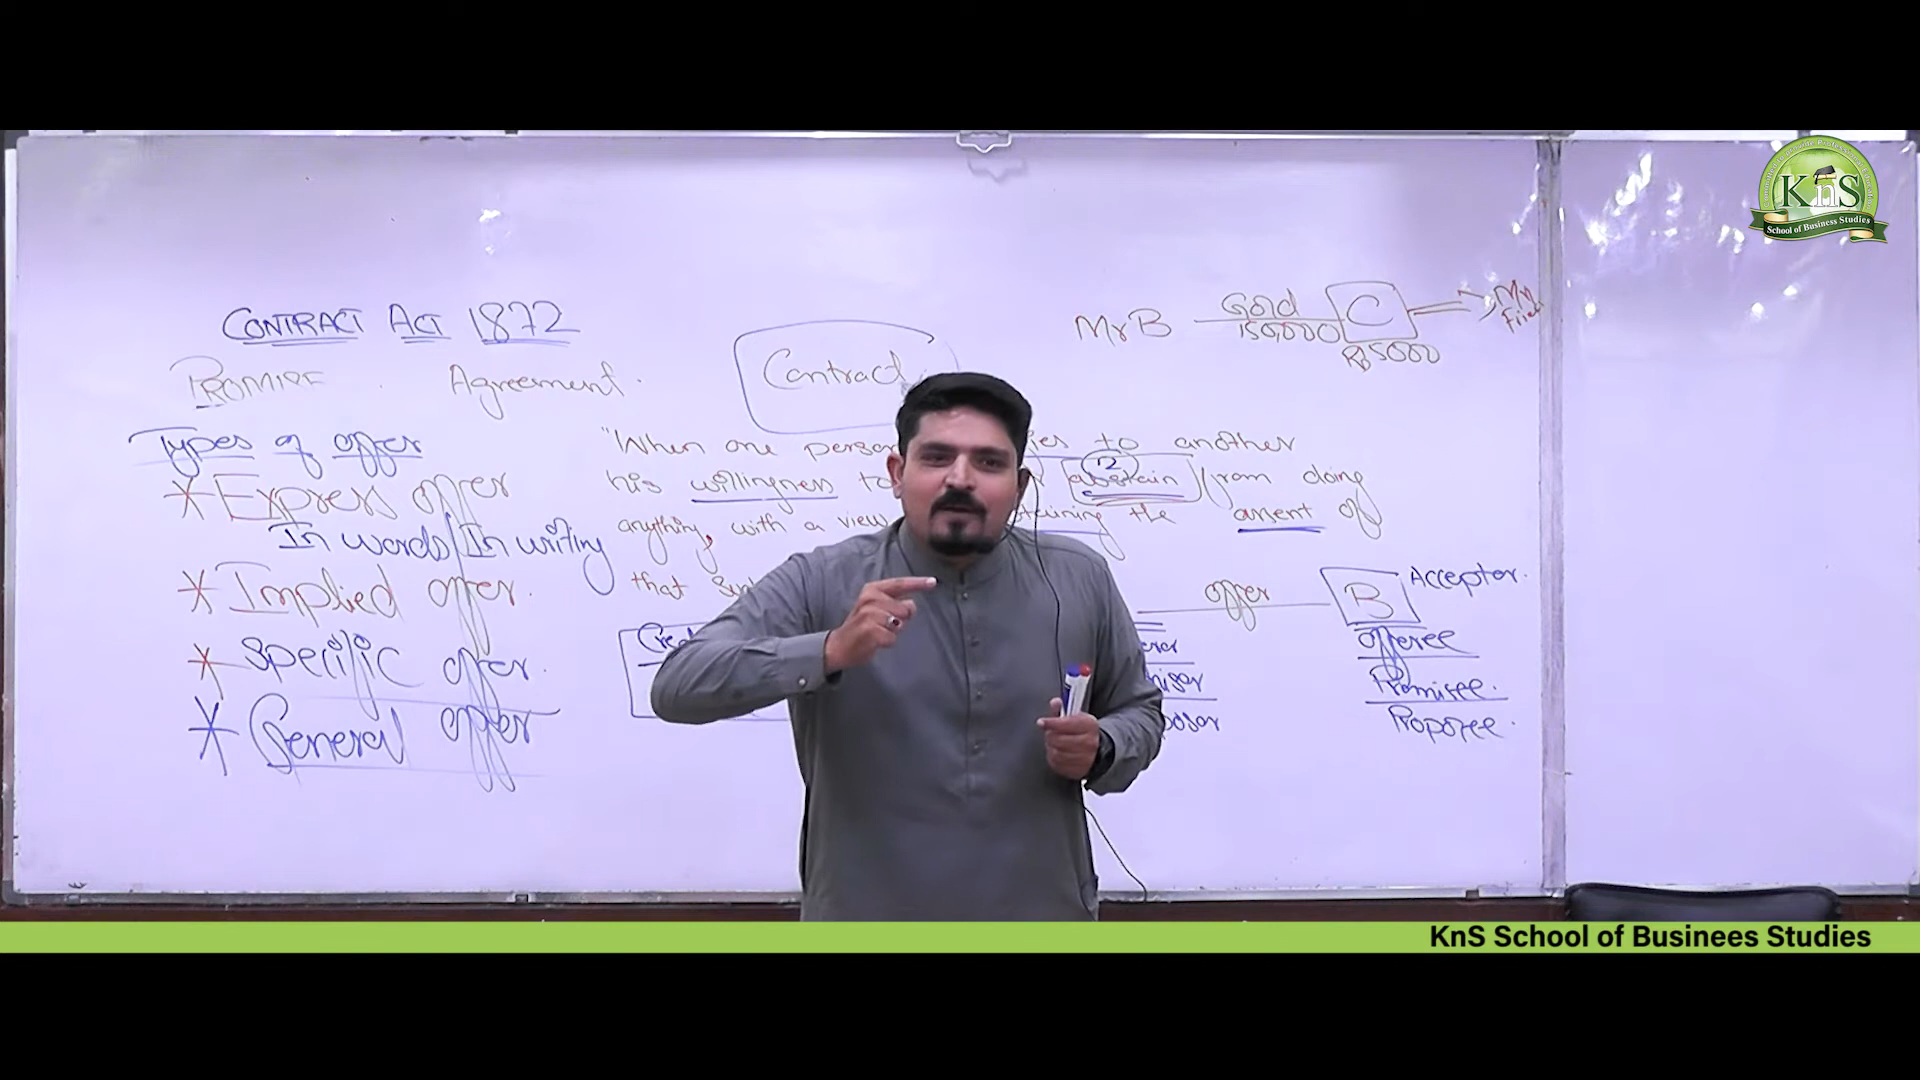 KnS
School of Business Studies
CONTRACT ACT 1872
PROMISE . Agreement .
Contract
Mr B Gold C
150,000
Rs 5000
Types of offer
* Express offer
In words / In writing
* Implied offer.
* Specific offer.
* General offer
"When one person to another
his willingness to abstain from doing
2
anything, with a view the assent of
that
offer B Acceptor.
Offeree
Promisee.
Proposee.
KnS School of Businees Studies